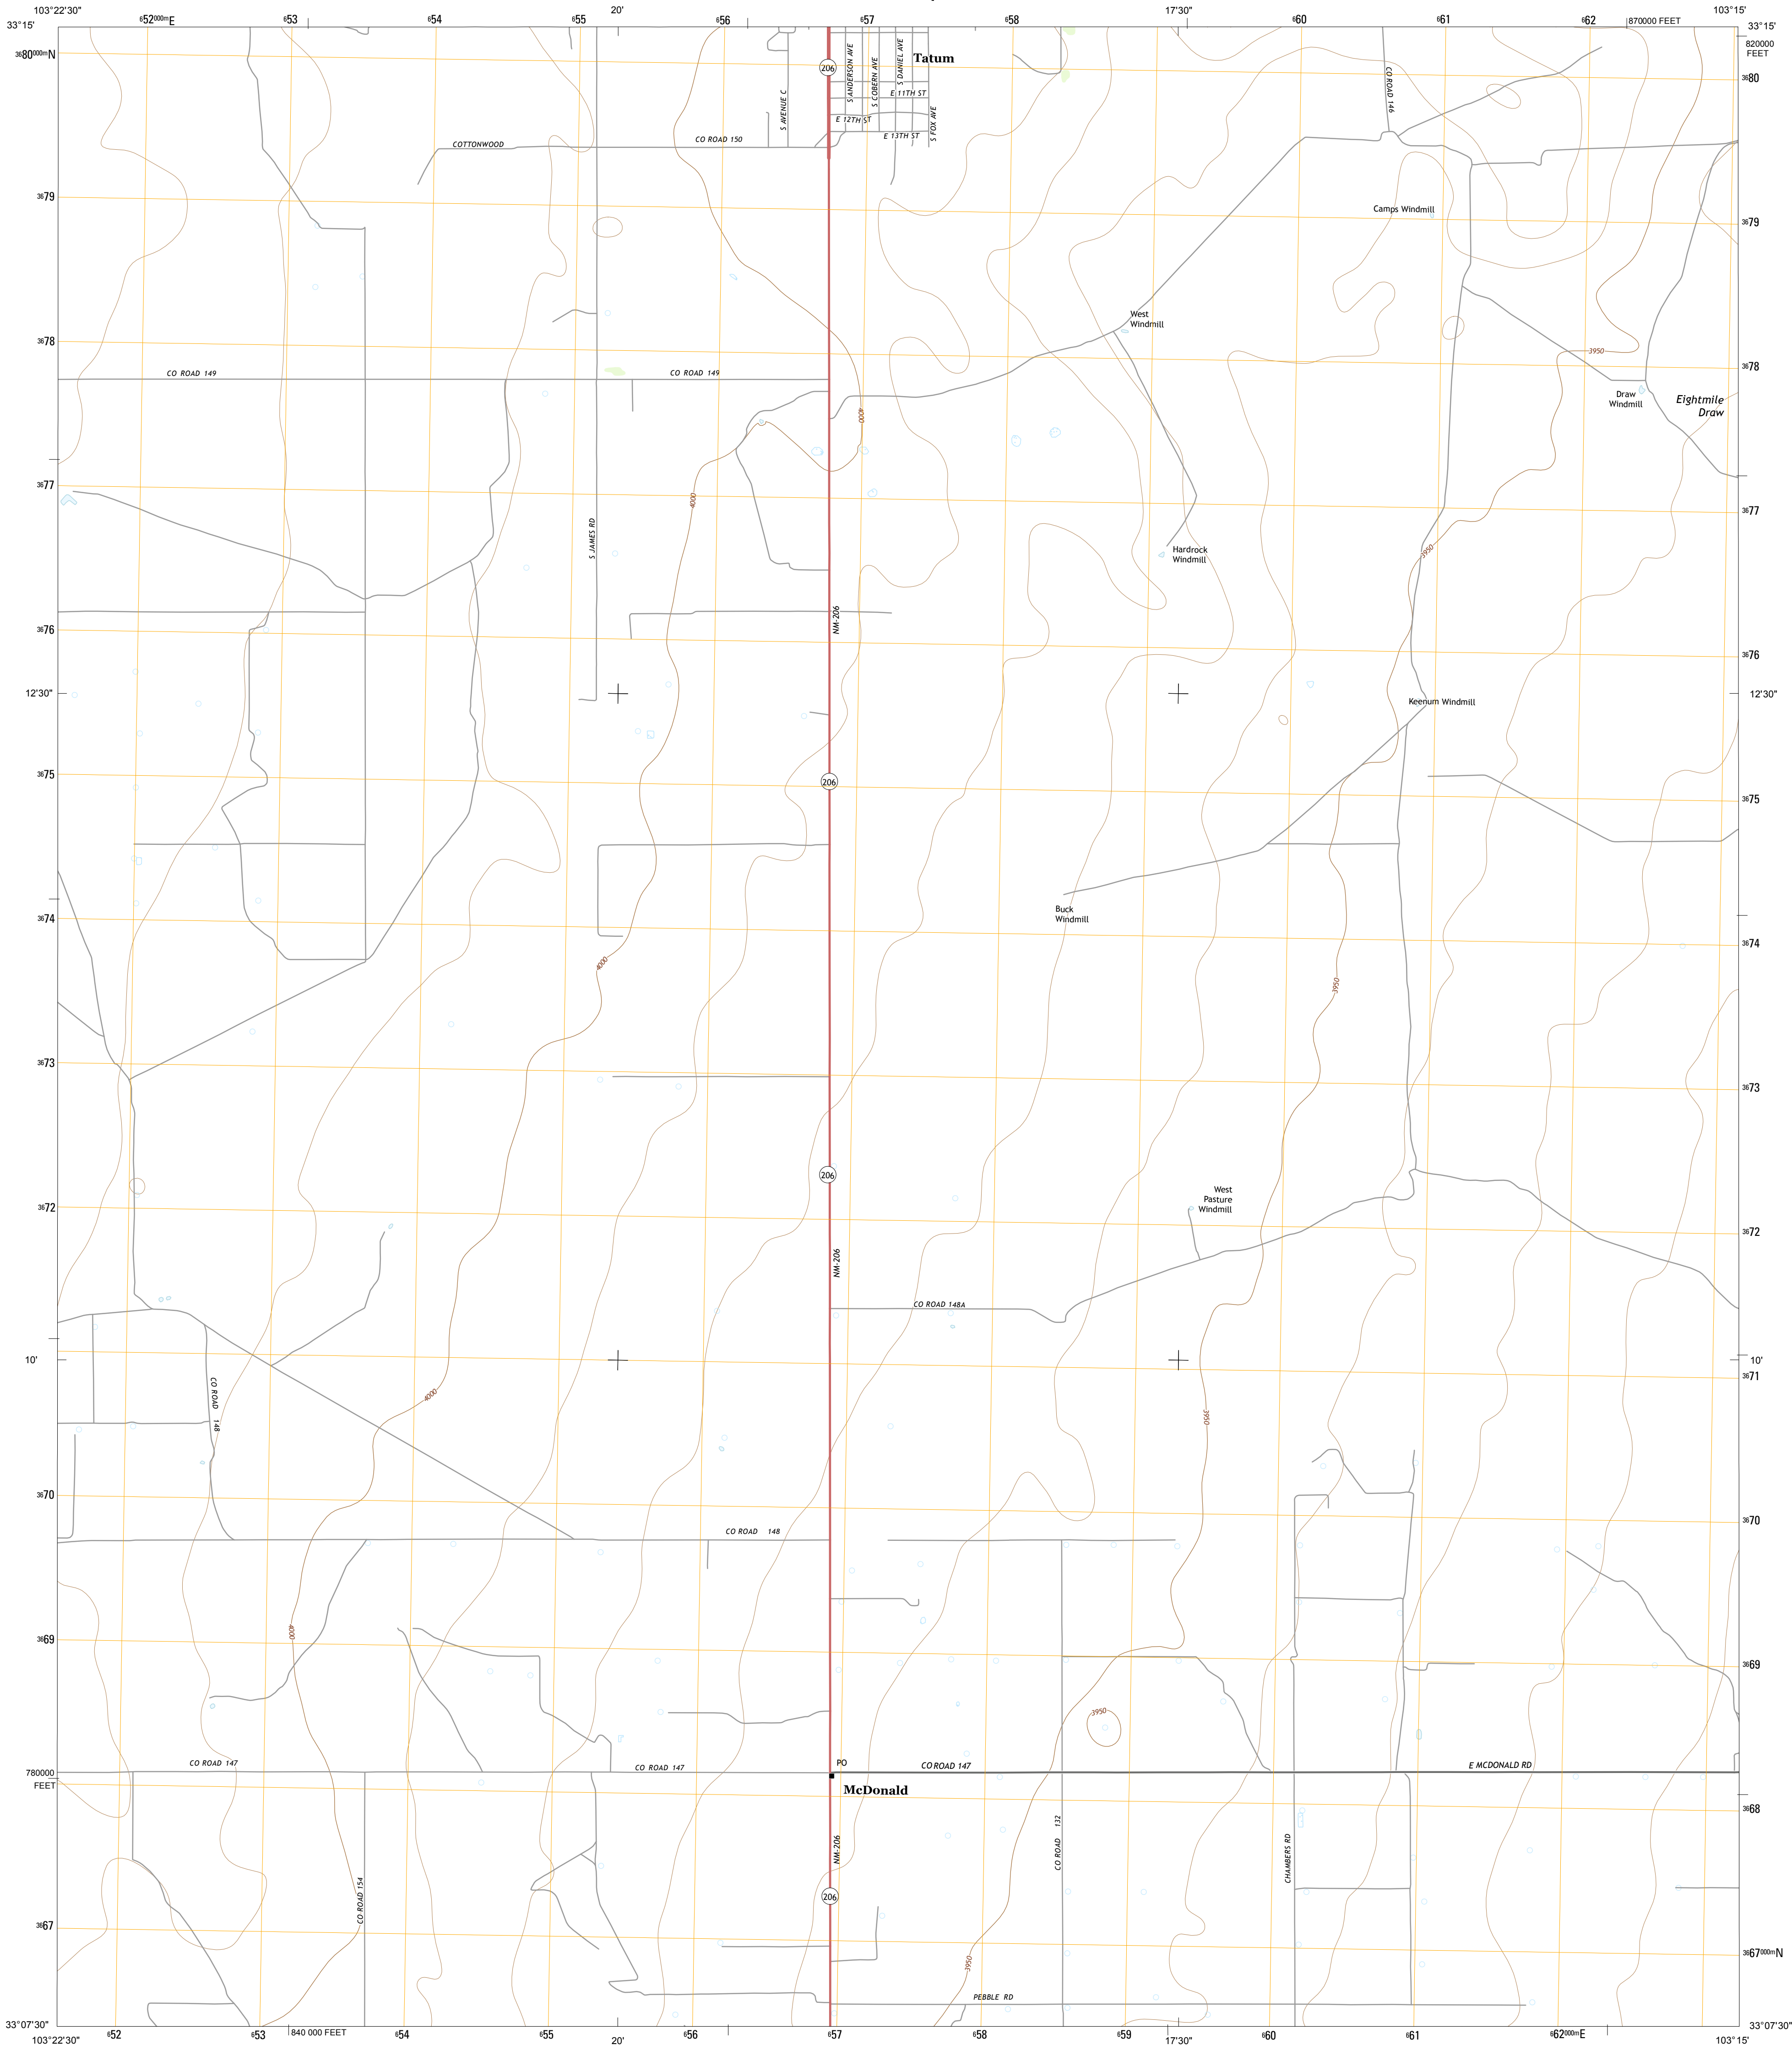 103°22'30"
⁶52⁰⁰⁰ᵐE
⁶53
⁶54
⁶55
20'
⁶56
⁶57
⁶58
17'30"
⁶60
⁶61
⁶62
870000 FEET
103°15'
33°15'
33°15'
820000
FEET
³⁶80⁰⁰⁰ᵐN
³⁶80
206
Tatum
S ANDERSON AVE
S COBERN AVE
S DANIEL AVE
S AVENUE C
S FOX AVE
E 11TH ST
E 12TH ST
E 13TH ST
CO ROAD 146
COTTONWOOD
CO ROAD 150
³⁶79
³⁶79
Camps Windmill
West
Windmill
³⁶78
³⁶78
3950
CO ROAD 149
CO ROAD 149
Draw
Windmill
Eightmile
Draw
4000
4000
³⁶77
³⁶77
S JAMES RD
Hardrock
Windmill
3950
NM-206
³⁶76
³⁶76
12'30"
12'30"
Keenum Windmill
³⁶75
206
³⁶75
Buck
Windmill
³⁶74
³⁶74
4000
3950
³⁶73
³⁶73
206
West
Pasture
Windmill
³⁶72
³⁶72
NM-206
CO ROAD 148A
10'
10'
³⁶71
CO ROAD 148
4000
3950
³⁶70
³⁶70
CO ROAD 148
4000
³⁶69
³⁶69
3950
780000
FEET
CO ROAD 147
CO ROAD 147
PO
CO ROAD 147
E MCDONALD RD
McDonald
³⁶68
CO ROAD 132
CHAMBERS RD
NM-206
CO ROAD 154
206
³⁶67
³⁶67⁰⁰⁰ᵐN
3950
PEBBLE RD
33°07'30"
33°07'30"
103°22'30"
⁶52
⁶53
840 000 FEET
⁶54
⁶55
20'
⁶56
⁶57
⁶58
⁶59
17'30"
⁶60
⁶61
⁶62⁰⁰⁰ᵐE
103°15'